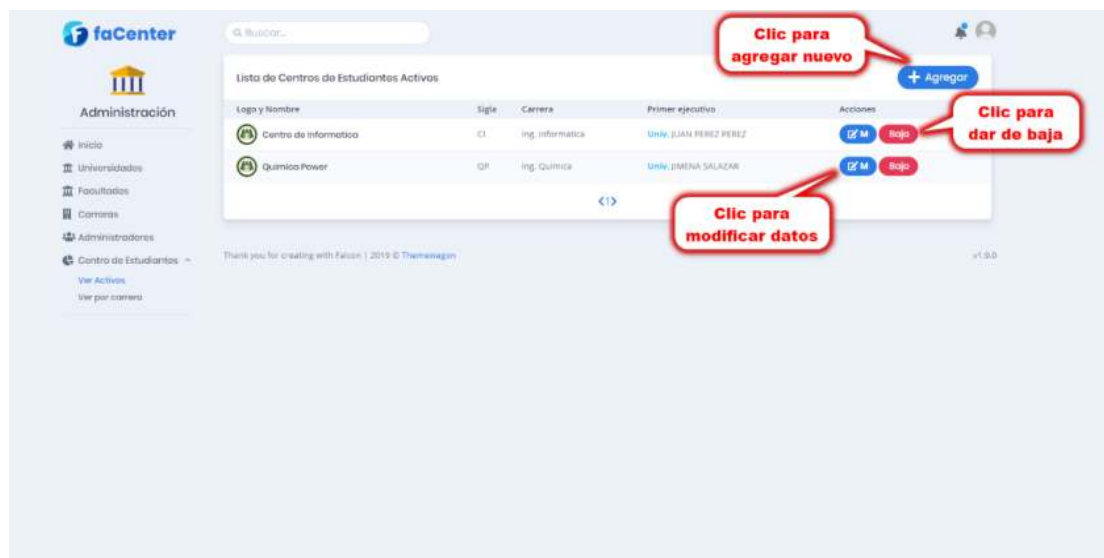 faCenter
Buscar...
Clic para
agregar nuevo
Administración
Lista de Centros de Estudiantes Activos
Agregar
Logo y Nombre Sigle Carrera Primer ejecutivo Acciones
Centro de Informatica CI Ing. Informatica Univ. JUAN PEREZ PEREZ M Baja
Clic para
dar de baja
Quimica Power QP Ing. Quimica Univ. JIMENA SALAZAR M Baja
1
Clic para
modificar datos
Inicio
Universidades
Facultades
Carreras
Administradores
Centro de Estudiantes
Ver Activos
Ver por carrera
Thank you for creating with Falcon | 2019 © Themewagon
v1.9.0